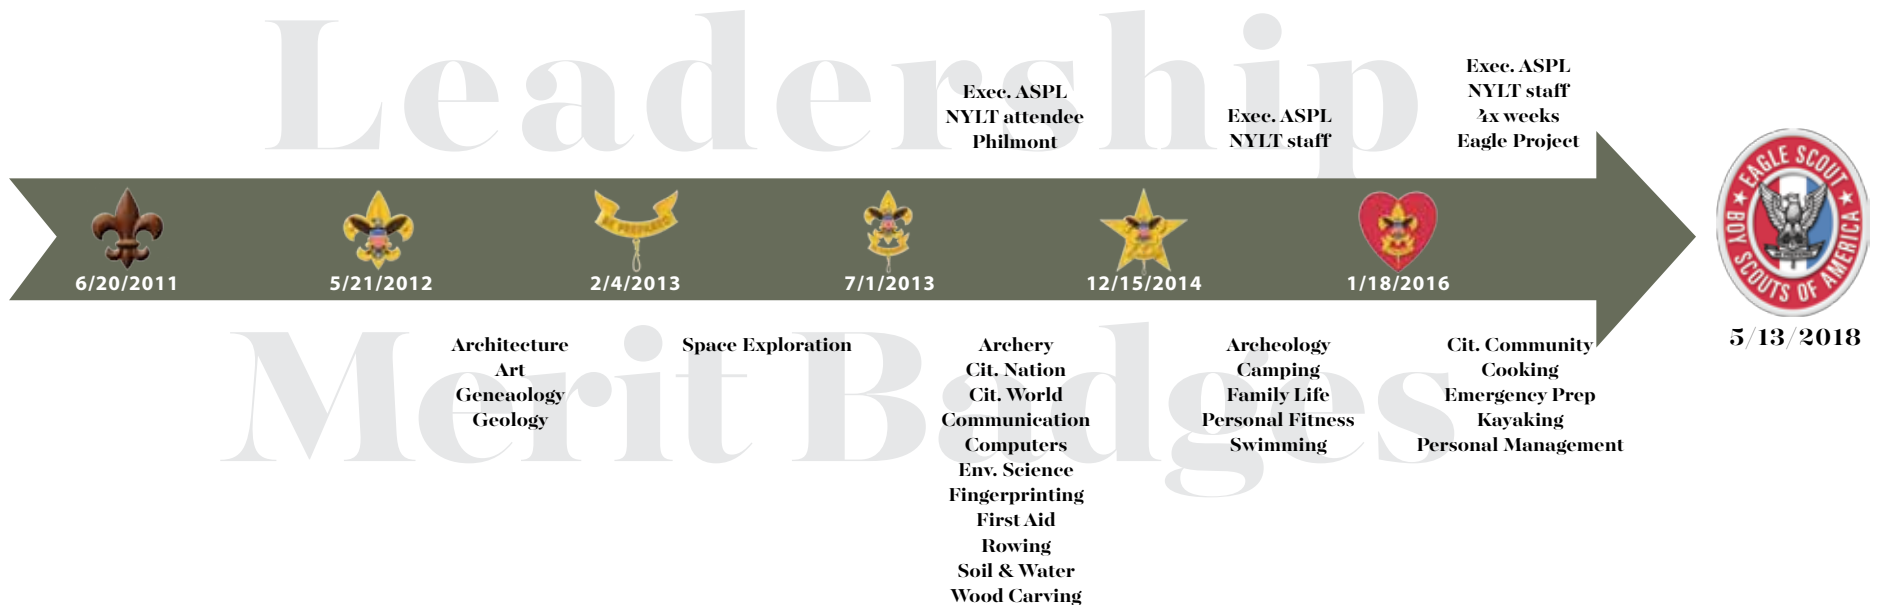 Leadership
Exec. ASPL
NYLT attendee
Philmont
Exec. ASPL
NYLT staff
Exec. ASPL
NYLT staff
4x weeks
Eagle Project
BE PREPARED
6/20/2011
5/21/2012
2/4/2013
7/1/2013
12/15/2014
1/18/2016
EAGLE SCOUT
BOY SCOUTS OF AMERICA
5/13/2018
Merit Badges
Architecture
Art
Geneaology
Geology
Space Exploration
Archery
Cit. Nation
Cit. World
Communication
Computers
Env. Science
Fingerprinting
First Aid
Rowing
Soil & Water
Wood Carving
Archeology
Camping
Family Life
Personal Fitness
Swimming
Cit. Community
Cooking
Emergency Prep
Kayaking
Personal Management